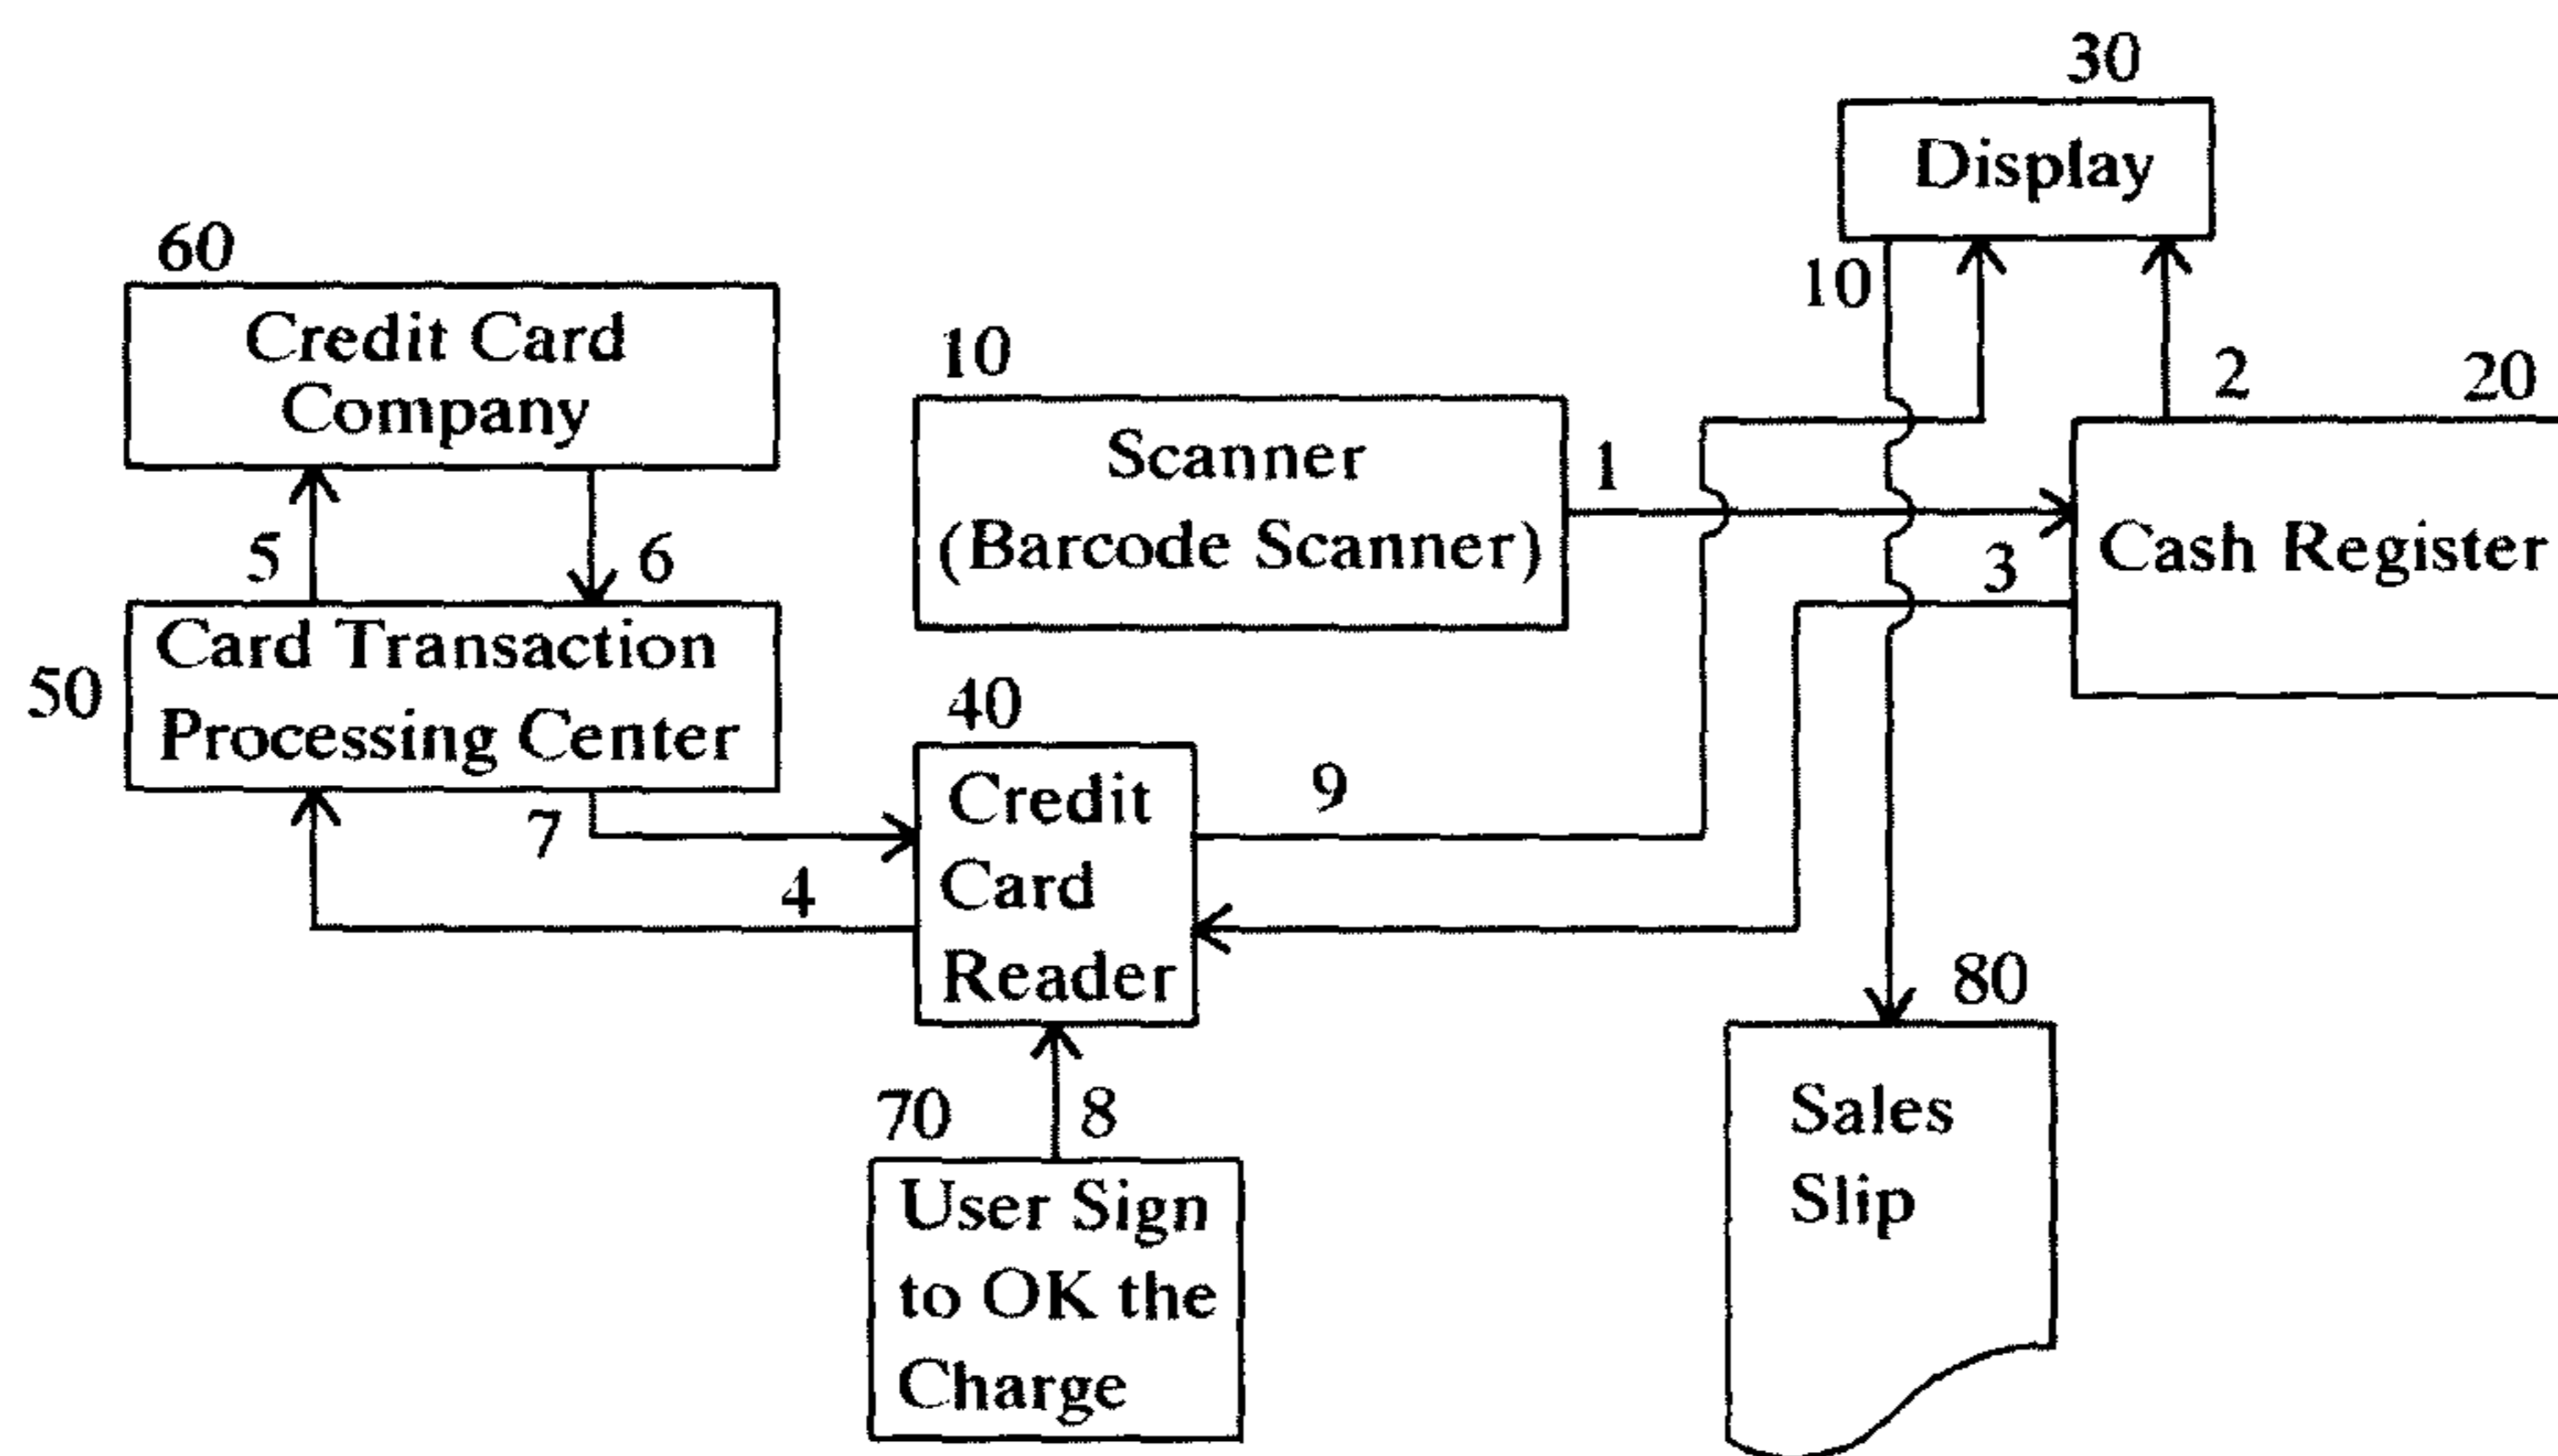 30
Display
60
Credit Card
Company
10
10
Scanner
(Barcode Scanner)
1
2
20
Cash Register
3
5
6
50
Card Transaction
Processing Center
7
4
40
Credit
Card
Reader
9
80
Sales
Slip
70
8
User Sign
to OK the
Charge